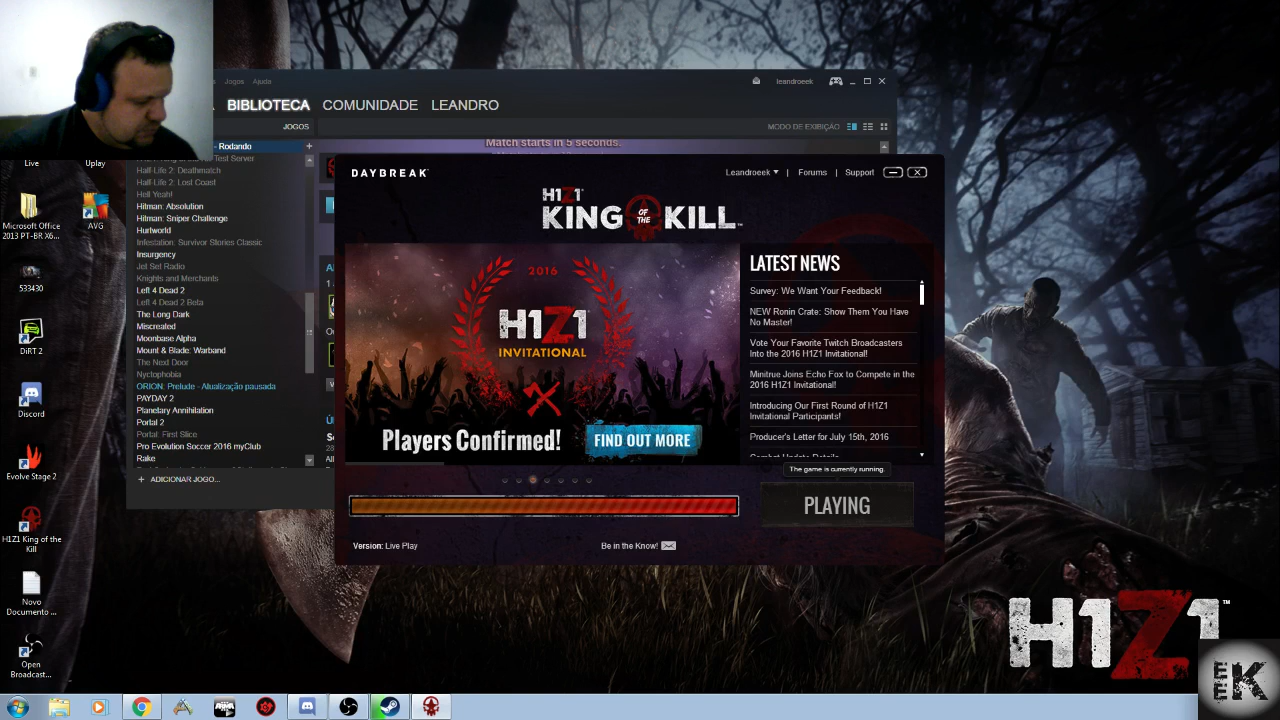 Jogos Ajuda
leandroeek
BIBLIOTECA COMUNIDADE LEANDRO
JOGOS
MODO DE EXIBIÇÃO
- Rodando
Test Server
Half-Life 2: Deathmatch
Half-Life 2: Lost Coast
Hell Yeah!
Hitman: Absolution
Hitman: Sniper Challenge
Hurtworld
Infestation: Survivor Stories Classic
Insurgency
Jet Set Radio
Knights and Merchants
Left 4 Dead 2
Left 4 Dead 2 Beta
The Long Dark
Miscreated
Moonbase Alpha
Mount & Blade: Warband
The Next Door
Nyctophobia
ORION: Prelude - Atualização pausada
PAYDAY 2
Planetary Annihilation
Portal 2
Portal: First Slice
Pro Evolution Soccer 2016 myClub
Rake
+ ADICIONAR JOGO...
Match starts in 5 seconds.
DAYBREAK
Leandroeek | Forums | Support
H1Z1
KING OF THE KILL™
2016
H1Z1
INVITATIONAL
Players Confirmed!
FIND OUT MORE
LATEST NEWS
Survey: We Want Your Feedback!
NEW Ronin Crate: Show Them You Have
No Master!
Vote Your Favorite Twitch Broadcasters
Into the 2016 H1Z1 Invitational!
Minitrue Joins Echo Fox to Compete in the
2016 H1Z1 Invitational!
Introducing Our First Round of H1Z1
Invitational Participants!
Producer's Letter for July 15th, 2016
Combat Update Details
The game is currently running.
PLAYING
Version: Live Play
Be in the Know!
Live
Uplay
Microsoft Office
2013 PT-BR X6...
AVG
533430
DiRT 2
Discord
Evolve Stage 2
H1Z1 King of the
Kill
Novo
Documento ...
Open
Broadcast...
H1Z1™
EEK